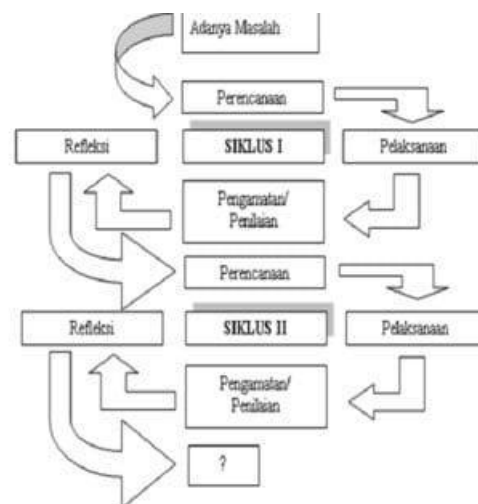 Adanya Masalah
Perencanaan
Refleksi
SIKLUS I
Pelaksanaan
Pengamatan/
Penilaian
Perencanaan
Refleksi
SIKLUS II
Pelaksanaan
Pengamatan/
Penilaian
?